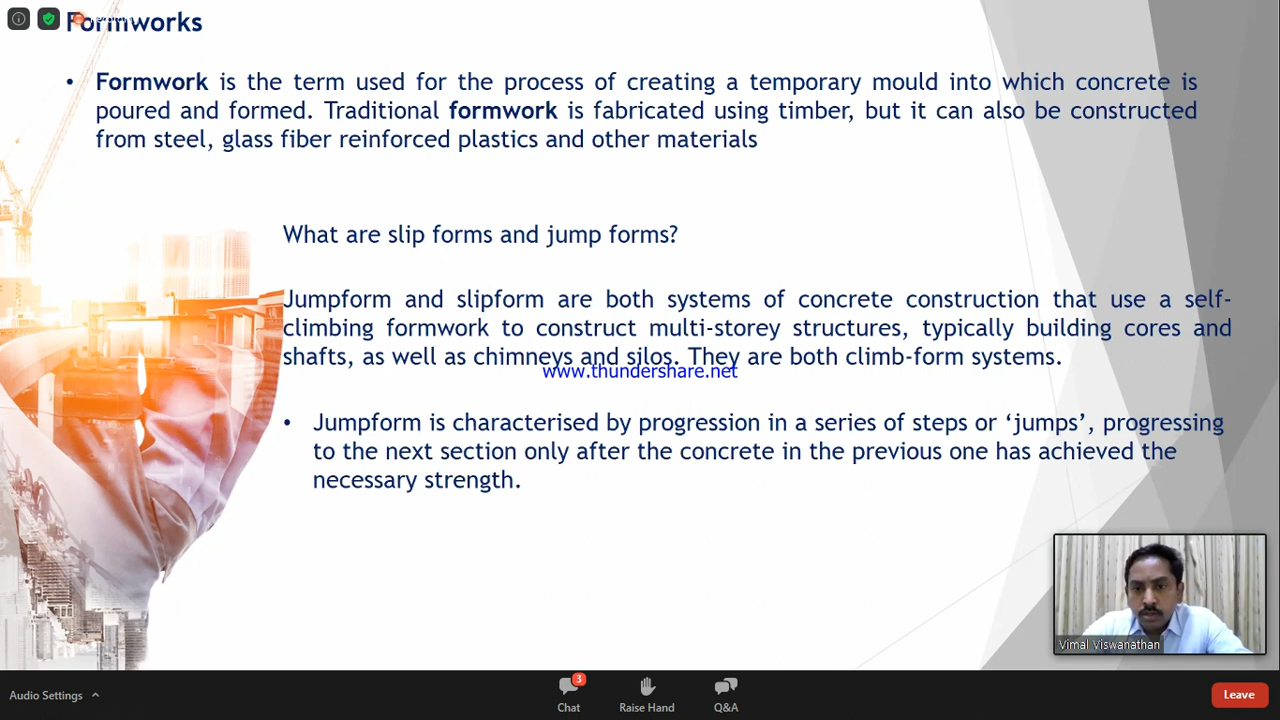 Formworks
• Formwork is the term used for the process of creating a temporary mould into which concrete is
poured and formed. Traditional formwork is fabricated using timber, but it can also be constructed
from steel, glass fiber reinforced plastics and other materials
What are slip forms and jump forms?
Jumpform and slipform are both systems of concrete construction that use a self-
climbing formwork to construct multi-storey structures, typically building cores and
shafts, as well as chimneys and silos. They are both climb-form systems.
www.thundershare.net
• Jumpform is characterised by progression in a series of steps or ‘jumps’, progressing
to the next section only after the concrete in the previous one has achieved the
necessary strength.
Vimal Viswanathan
Audio Settings
3
Chat
Raise Hand
Q&A
Leave